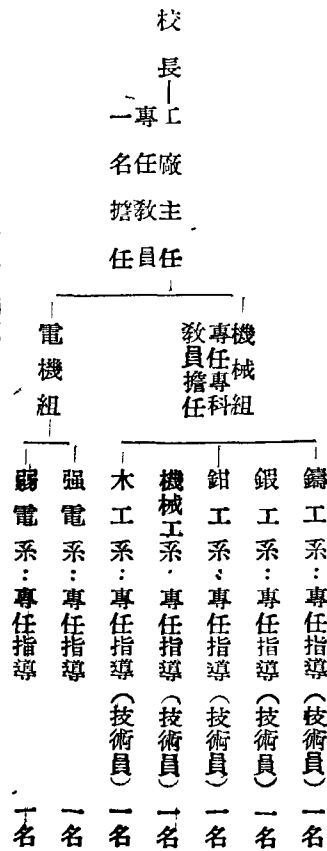 校長
工廠主任
專任教員
一名擔任
機械組
專任專科
教員擔任
鑄工系：專任指導（技術員）一名
鍛工系：專任指導（技術員）一名
鉗工系：專任指導（技術員）一名
機械工系：專任指導（技術員）一名
木工系：專任指導（技術員）一名
電機組
强電系：專任指導一名
弱電系：專任指導一名